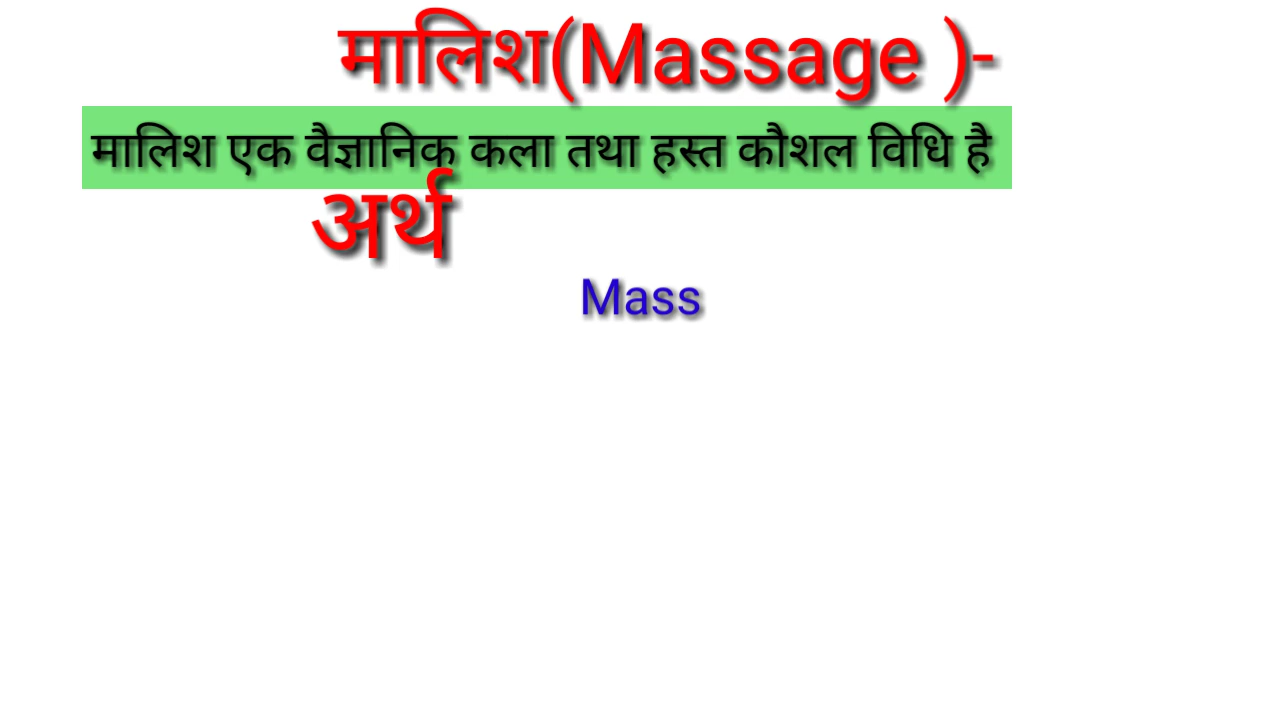 मालिश(Massage )-
मालिश एक वैज्ञानिक कला तथा हस्त कौशल विधि है
अर्थ
Mass